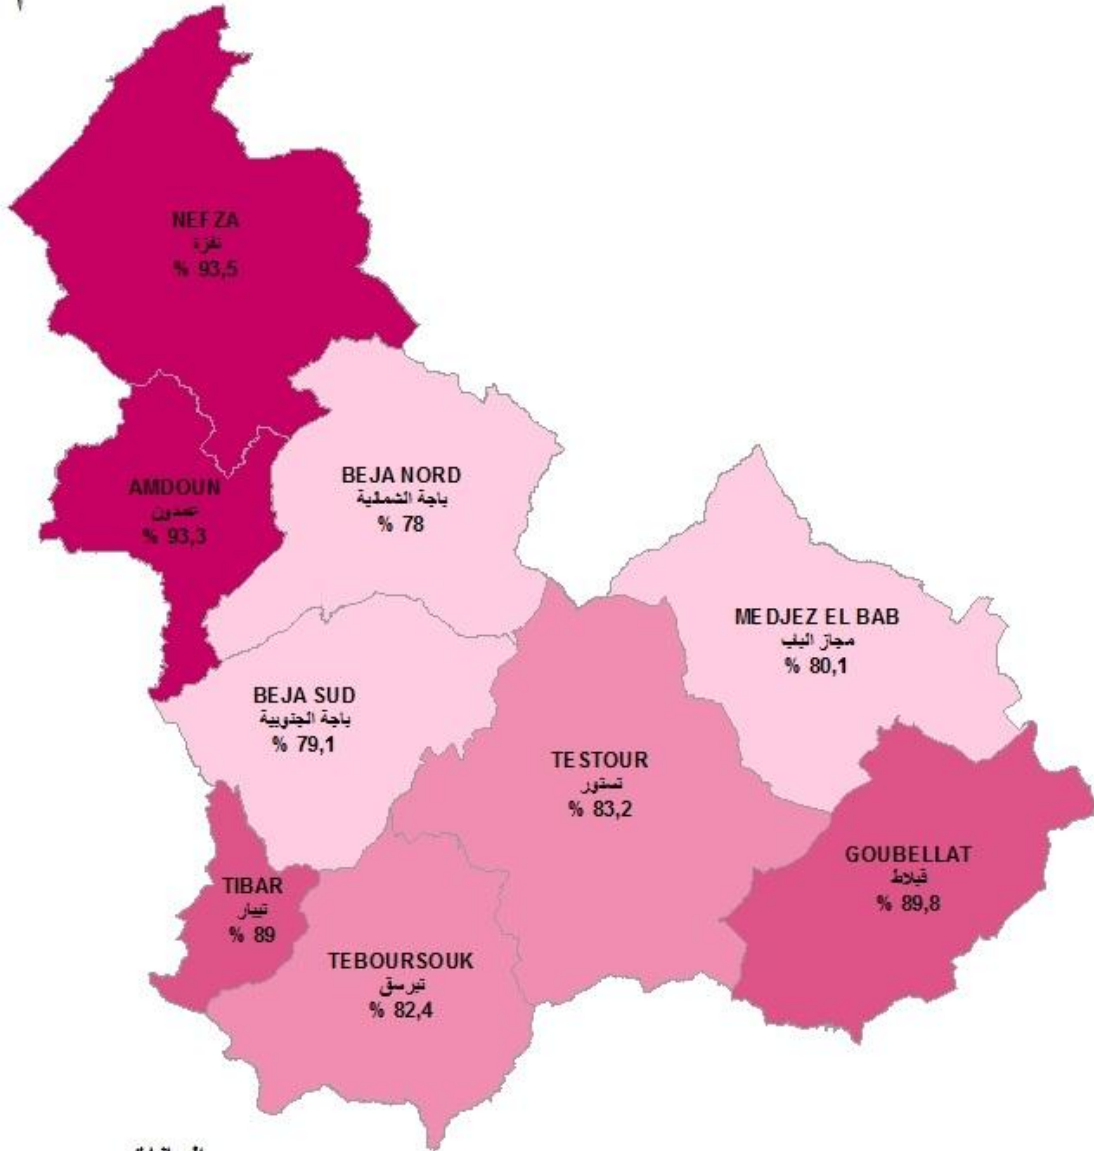 NEFZA
نفزة
% 93,5
AMDOUN
عمدون
% 93,3
BEJA NORD
باجة الشمالية
% 78
MEDJEZ EL BAB
مجاز الباب
% 80,1
BEJA SUD
باجة الجنوبية
% 79,1
TESTOUR
تستور
% 83,2
GOUBELLAT
قبلاط
% 89,8
TIBAR
تيبار
% 89
TEBOURSOUK
تبرسق
% 82,4